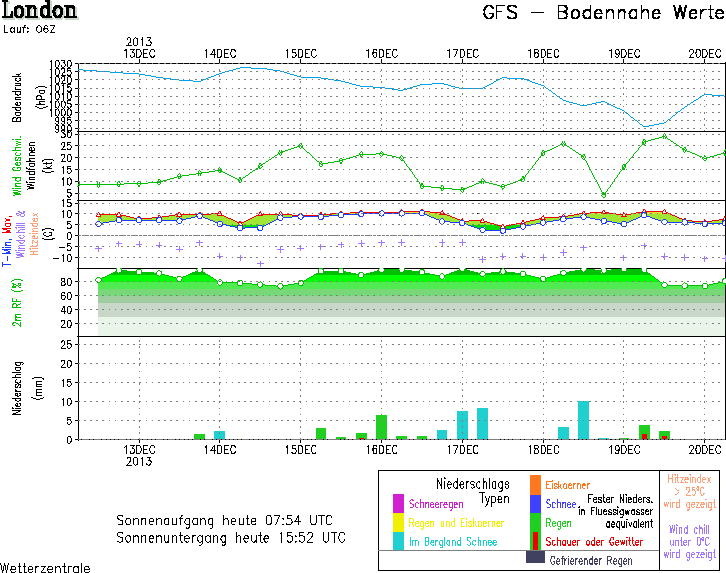 London
GFS – Bodennahe Werte
Lauf: 06Z
2013
13DEC 14DEC 15DEC 16DEC 17DEC 18DEC 19DEC 20DEC
Bodendruck
(hPa)
1030
1025
1020
1015
1010
1005
1000
995
990
Wind Geschwi.
Windfahnen
(kt)
30
25
20
15
10
5
T-Min, Max,
Windchill &
Hitzeindex
(C)
15
10
5
0
-5
-10
2m RF (%)
80
60
40
20
Niederschlag
(mm)
25
20
15
10
5
0
13DEC 14DEC 15DEC 16DEC 17DEC 18DEC 19DEC 20DEC
2013
Sonnenaufgang heute 07:54 UTC
Sonnenuntergang heute 15:52 UTC
Niederschlags
Typen
Schneeregen
Regen und Eiskoerner
Im Bergland Schnee
Eiskoerner
Schnee
Regen
Schauer oder Gewitter
Gefrierender Regen
Fester Nieders.
in Fluessigwasser
aequivalent
Hitzeindex
> 25°C
wird gezeigt
Wind chill
unter 0°C
wird gezeigt
Wetterzentrale